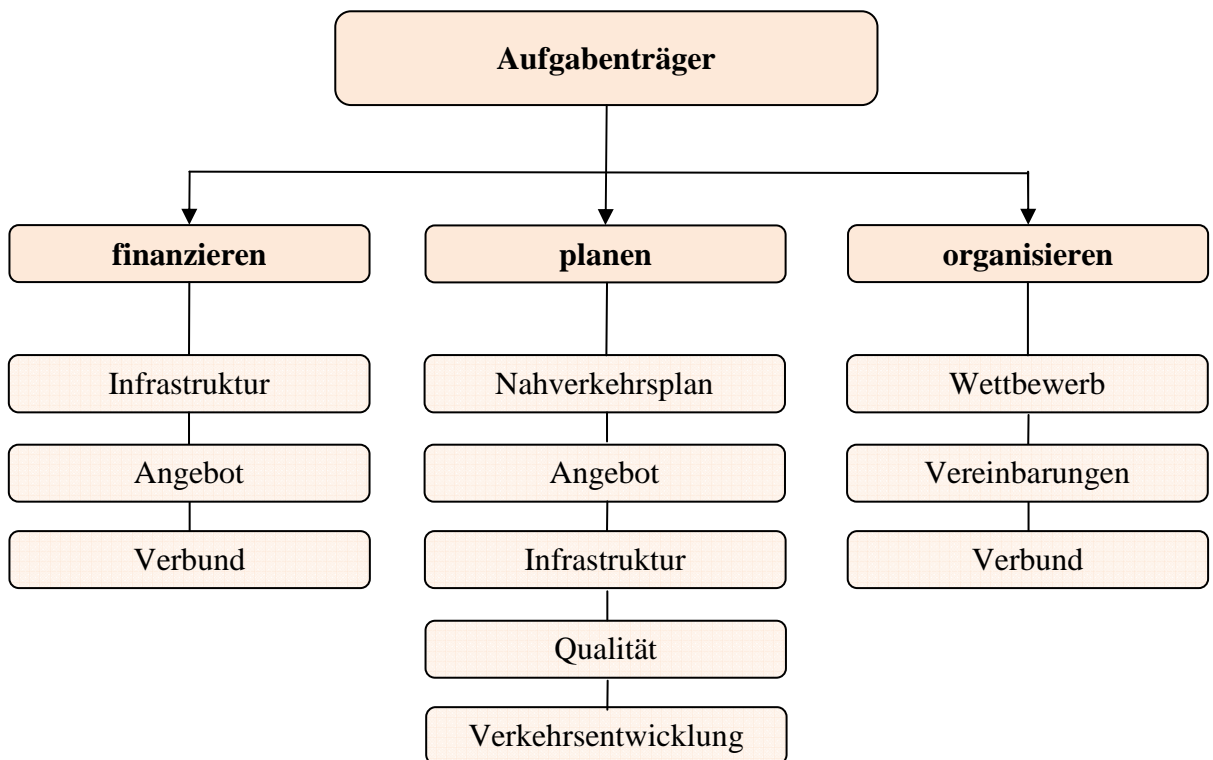 Aufgabenträger
finanzieren
planen
organisieren
Infrastruktur
Nahverkehrsplan
Wettbewerb
Angebot
Angebot
Vereinbarungen
Verbund
Infrastruktur
Verbund
Qualität
Verkehrsentwicklung